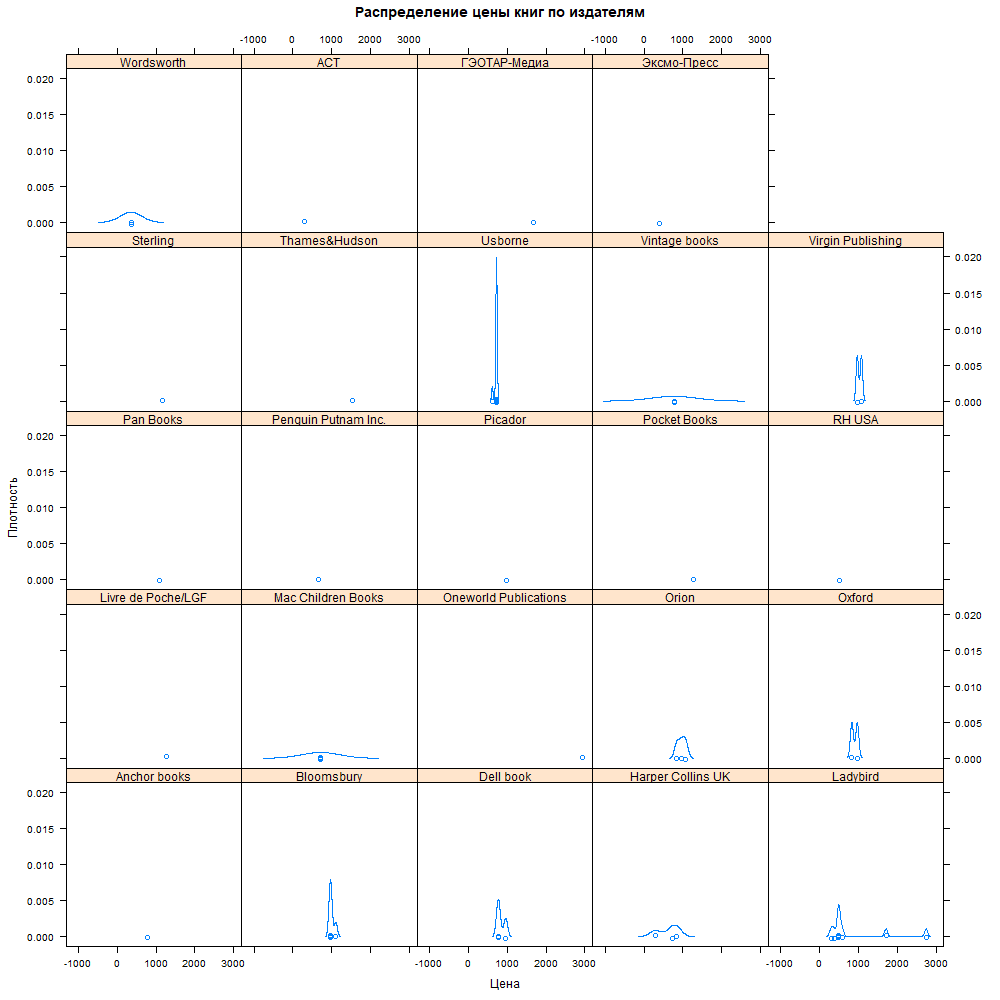 Распределение цены книг по издателям
-1000 0 1000 2000 3000 -1000 0 1000 2000 3000
Wordsworth АСТ ГЭОТАР-Медиа Эксмо-Пресс
0.020
0.015
0.010
0.005
0.000
Sterling Thames&Hudson Usborne Vintage books Virgin Publishing
0.020
0.015
0.010
0.005
0.000
Pan Books Penguin Putnam Inc. Picador Pocket Books RH USA
0.020
0.015
0.010
0.005
0.000
Плотность
Livre de Poche/LGF Mac Children Books Oneworld Publications Orion Oxford
0.020
0.015
0.010
0.005
0.000
Anchor books Bloomsbury Dell book Harper Collins UK Ladybird
0.020
0.015
0.010
0.005
0.000
-1000 0 1000 2000 3000 -1000 0 1000 2000 3000 -1000 0 1000 2000 3000
Цена